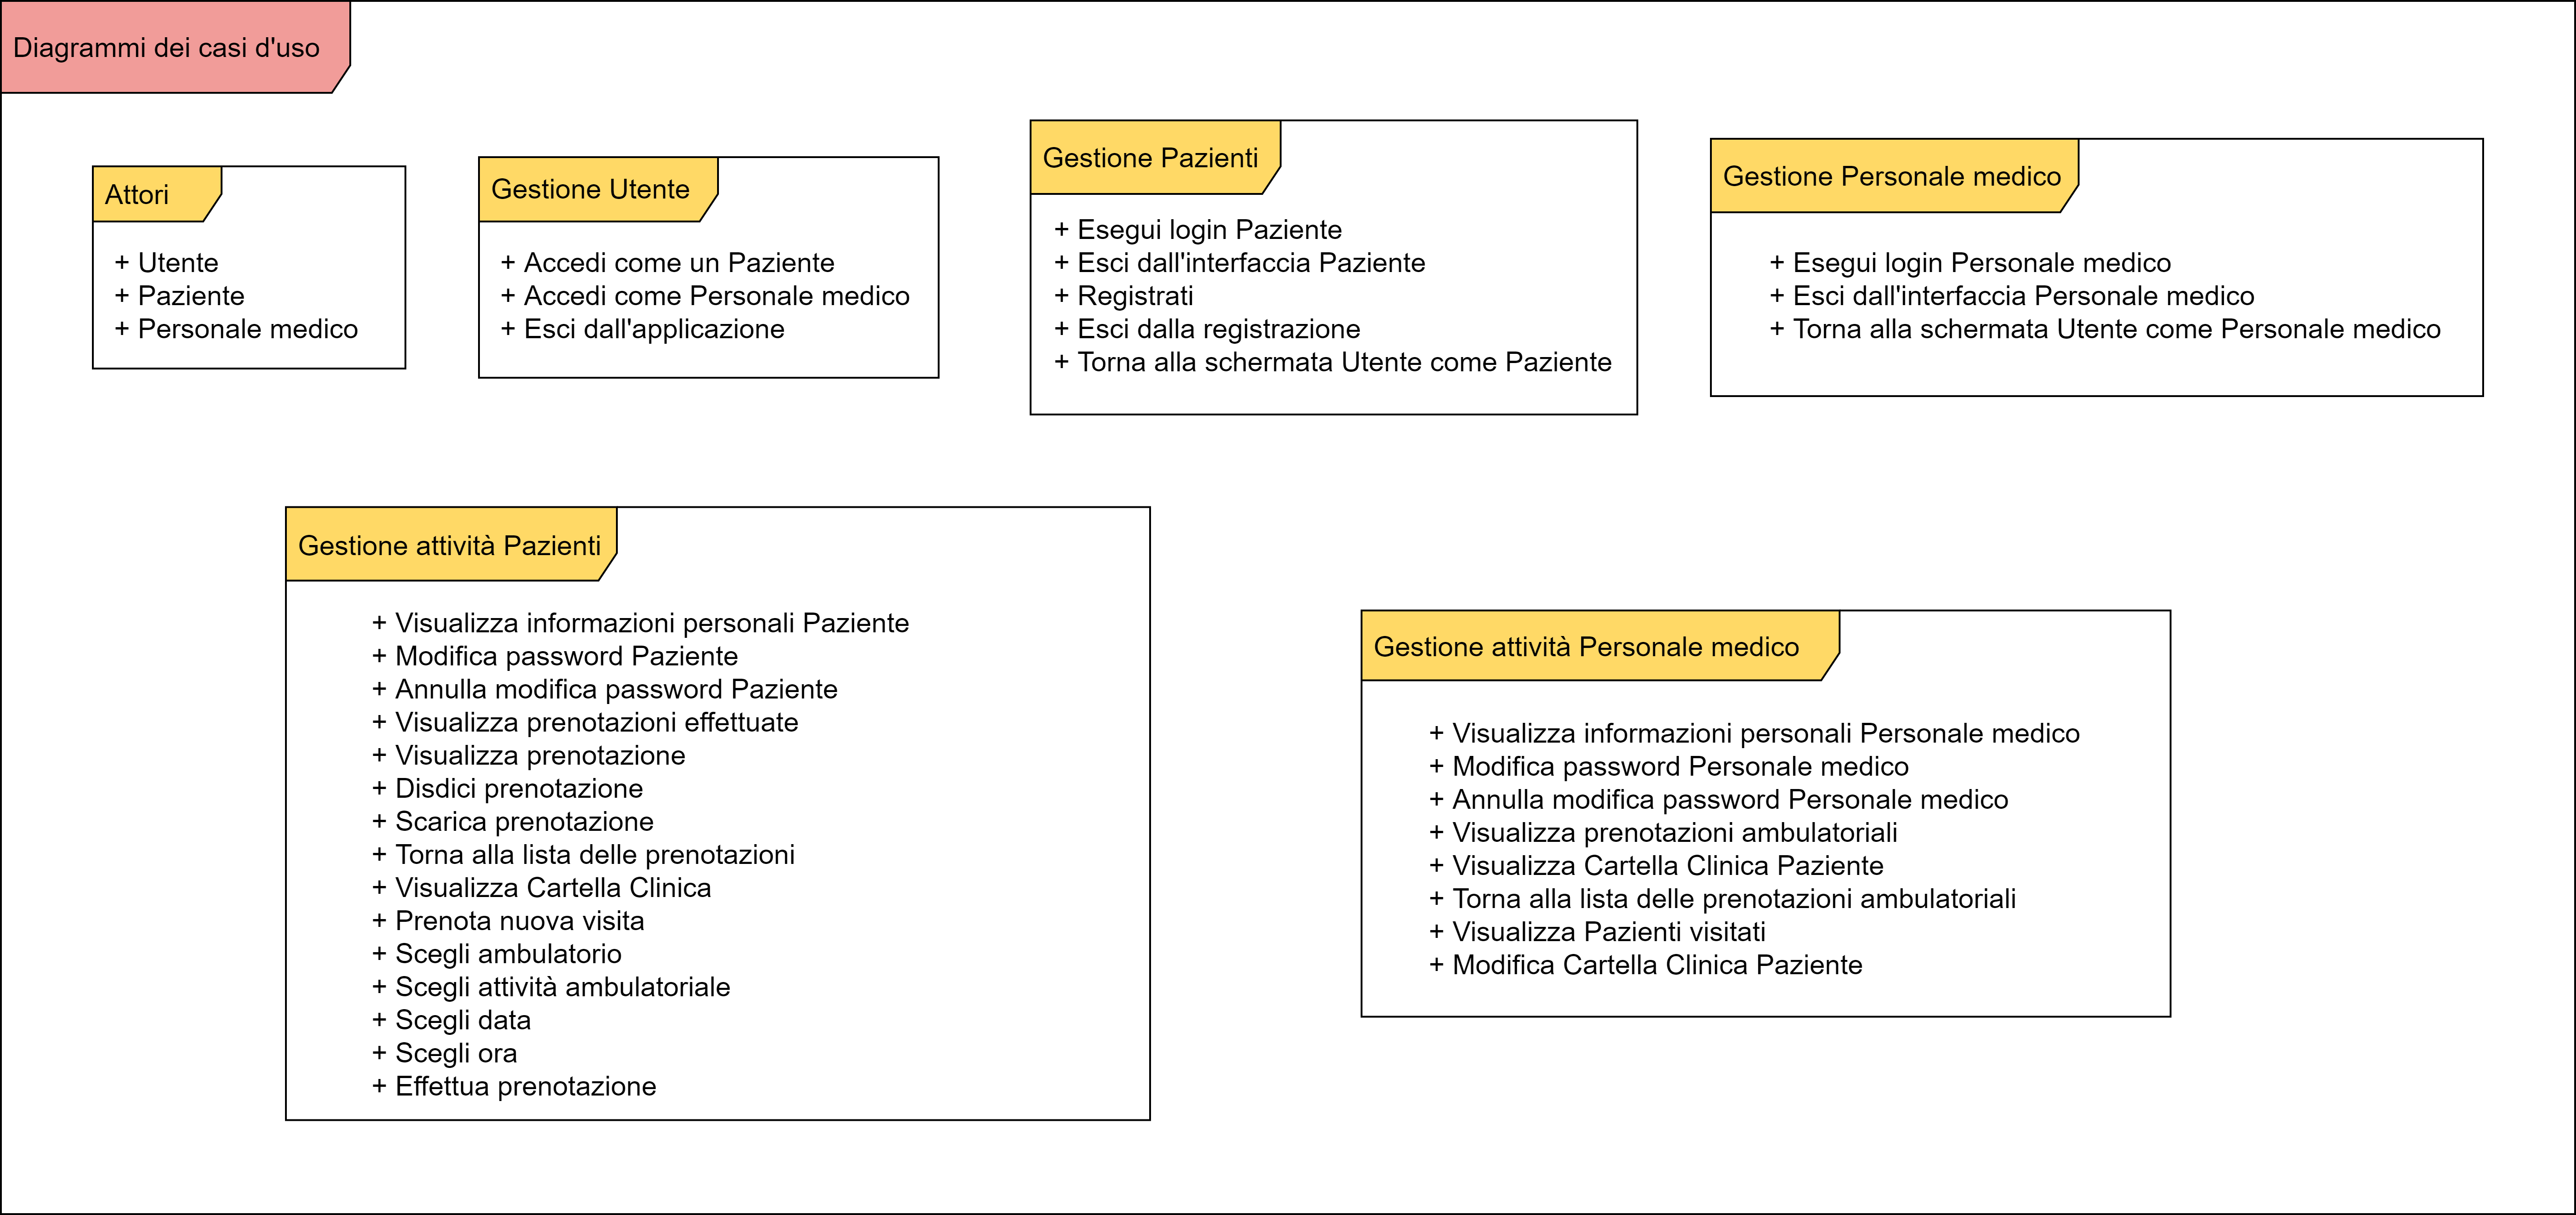 Diagrammi dei casi d'uso
Attori
+ Utente
+ Paziente
+ Personale medico
Gestione Utente
+ Accedi come un Paziente
+ Accedi come Personale medico
+ Esci dall'applicazione
Gestione Pazienti
+ Esegui login Paziente
+ Esci dall'interfaccia Paziente
+ Registrati
+ Esci dalla registrazione
+ Torna alla schermata Utente come Paziente
Gestione Personale medico
+ Esegui login Personale medico
+ Esci dall'interfaccia Personale medico
+ Torna alla schermata Utente come Personale medico
Gestione attività Pazienti
+ Visualizza informazioni personali Paziente
+ Modifica password Paziente
+ Annulla modifica password Paziente
+ Visualizza prenotazioni effettuate
+ Visualizza prenotazione
+ Disdici prenotazione
+ Scarica prenotazione
+ Torna alla lista delle prenotazioni
+ Visualizza Cartella Clinica
+ Prenota nuova visita
+ Scegli ambulatorio
+ Scegli attività ambulatoriale
+ Scegli data
+ Scegli ora
+ Effettua prenotazione
Gestione attività Personale medico
+ Visualizza informazioni personali Personale medico
+ Modifica password Personale medico
+ Annulla modifica password Personale medico
+ Visualizza prenotazioni ambulatoriali
+ Visualizza Cartella Clinica Paziente
+ Torna alla lista delle prenotazioni ambulatoriali
+ Visualizza Pazienti visitati
+ Modifica Cartella Clinica Paziente